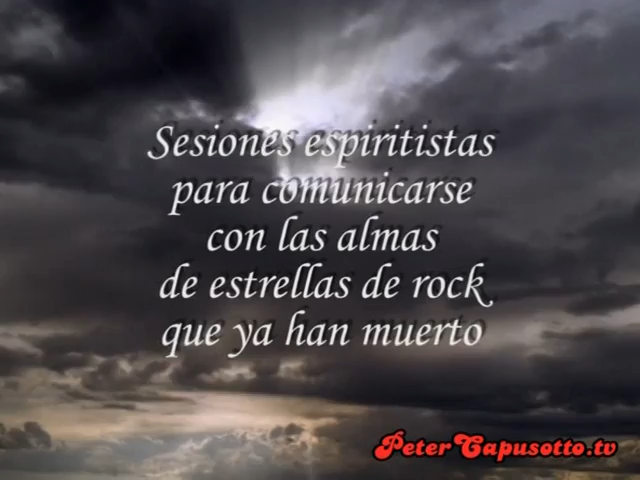 Sesiones espiritistas
para comunicarse
con las almas
de estrellas de rock
que ya han muerto
PeterCapusotto.tv